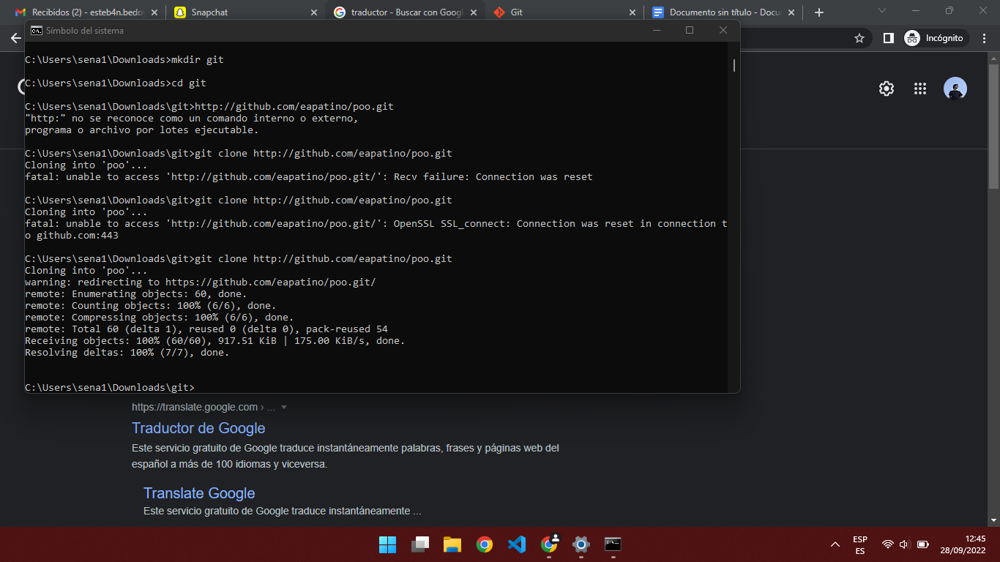 Recibidos (2) - esteb4n.bedo
Snapchat
traductor - Buscar con Googl
Git
Documento sin título - Docu
Símbolo del sistema
Incógnito
C:\Users\sena1\Downloads>mkdir git
C:\Users\sena1\Downloads>cd git
C:\Users\sena1\Downloads\git>http://github.com/eapatino/poo.git
"http:" no se reconoce como un comando interno o externo,
programa o archivo por lotes ejecutable.
C:\Users\sena1\Downloads\git>git clone http://github.com/eapatino/poo.git
Cloning into 'poo'...
fatal: unable to access 'http://github.com/eapatino/poo.git/': Recv failure: Connection was reset
C:\Users\sena1\Downloads\git>git clone http://github.com/eapatino/poo.git
Cloning into 'poo'...
fatal: unable to access 'http://github.com/eapatino/poo.git/': OpenSSL SSL_connect: Connection was reset in connection t
o github.com:443
C:\Users\sena1\Downloads\git>git clone http://github.com/eapatino/poo.git
Cloning into 'poo'...
warning: redirecting to https://github.com/eapatino/poo.git/
remote: Enumerating objects: 60, done.
remote: Counting objects: 100% (6/6), done.
remote: Compressing objects: 100% (6/6), done.
remote: Total 60 (delta 1), reused 0 (delta 0), pack-reused 54
Receiving objects: 100% (60/60), 917.51 KiB | 175.00 KiB/s, done.
Resolving deltas: 100% (7/7), done.
C:\Users\sena1\Downloads\git>
https://translate.google.com › ...
Traductor de Google
Este servicio gratuito de Google traduce instantáneamente palabras, frases y páginas web del
español a más de 100 idiomas y viceversa.
Translate Google
Este servicio gratuito de Google traduce instantáneamente ...
ESP
ES
12:45
28/09/2022